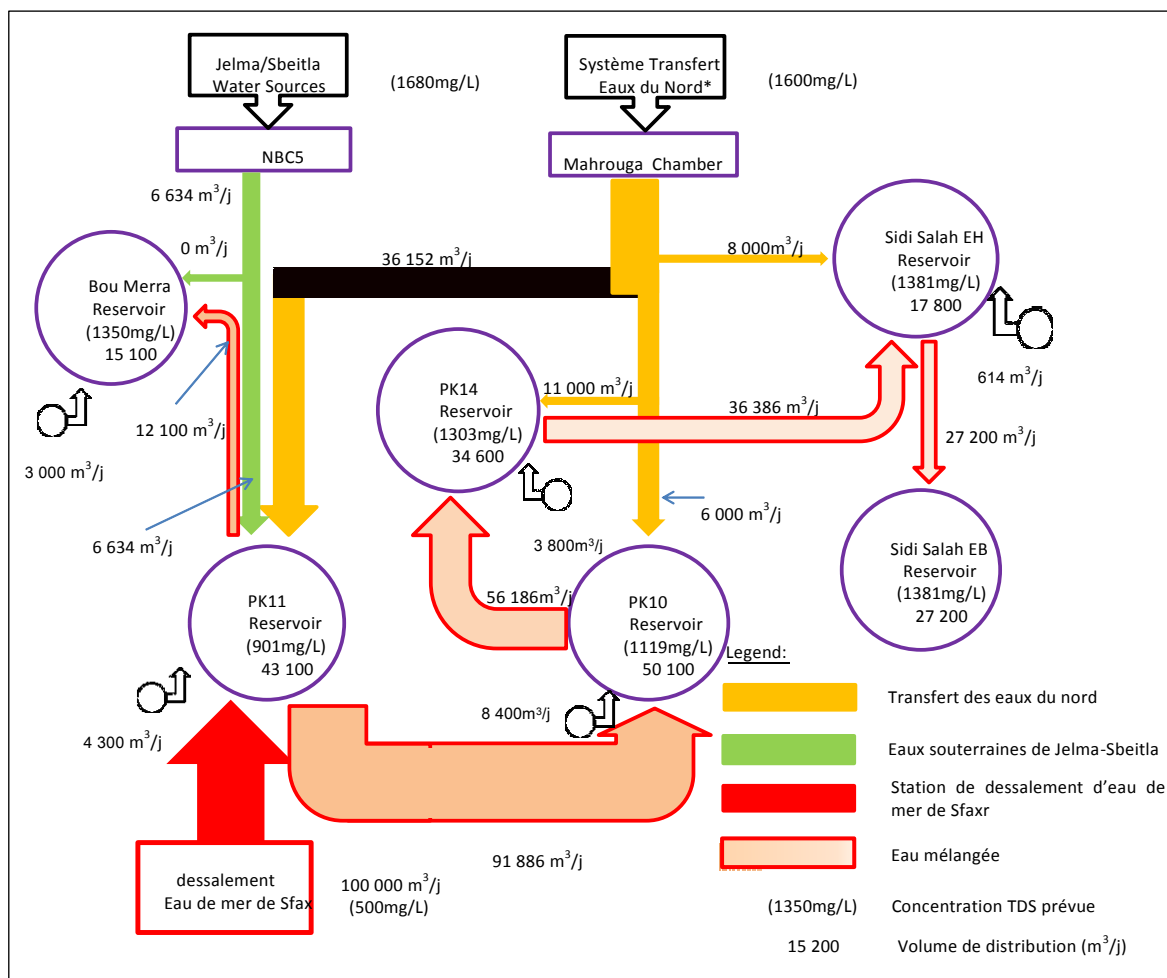 Jelma/Sbeitla
Water Sources
(1680mg/L)
Système Transfert
Eaux du Nord*
(1600mg/L)
NBC5
Mahrouga Chamber
6 634 m³/j
0 m³/j
36 152 m³/j
8 000m³/j
Sidi Salah EH
Reservoir
(1381mg/L)
17 800
Bou Merra
Reservoir
(1350mg/L)
15 100
614 m³/j
PK14
Reservoir
(1303mg/L)
34 600
11 000m³/j
36 386 m³/j
12 100 m³/j
27 200 m³/j
3 000 m³/j
6 000 m³/j
6 634 m³/j
3 800m³/j
Sidi Salah EB
Reservoir
(1381mg/L)
27 200
56 186m³/j
PK11
Reservoir
(901mg/L)
43 100
PK10
Reservoir
(1119mg/L)
50 100
4 300 m³/j
8 400m³/j
91 886 m³/j
dessalement
Eau de mer de Sfax
100 000 m³/j
(500mg/L)
Legend:
Transfert des eaux du nord
Eaux souterraines de Jelma-Sbeitla
Station de dessalement d'eau de
mer de Sfaxr
Eau mélangée
(1350mg/L) Concentration TDS prévue
15 200 Volume de distribution (m³/j)